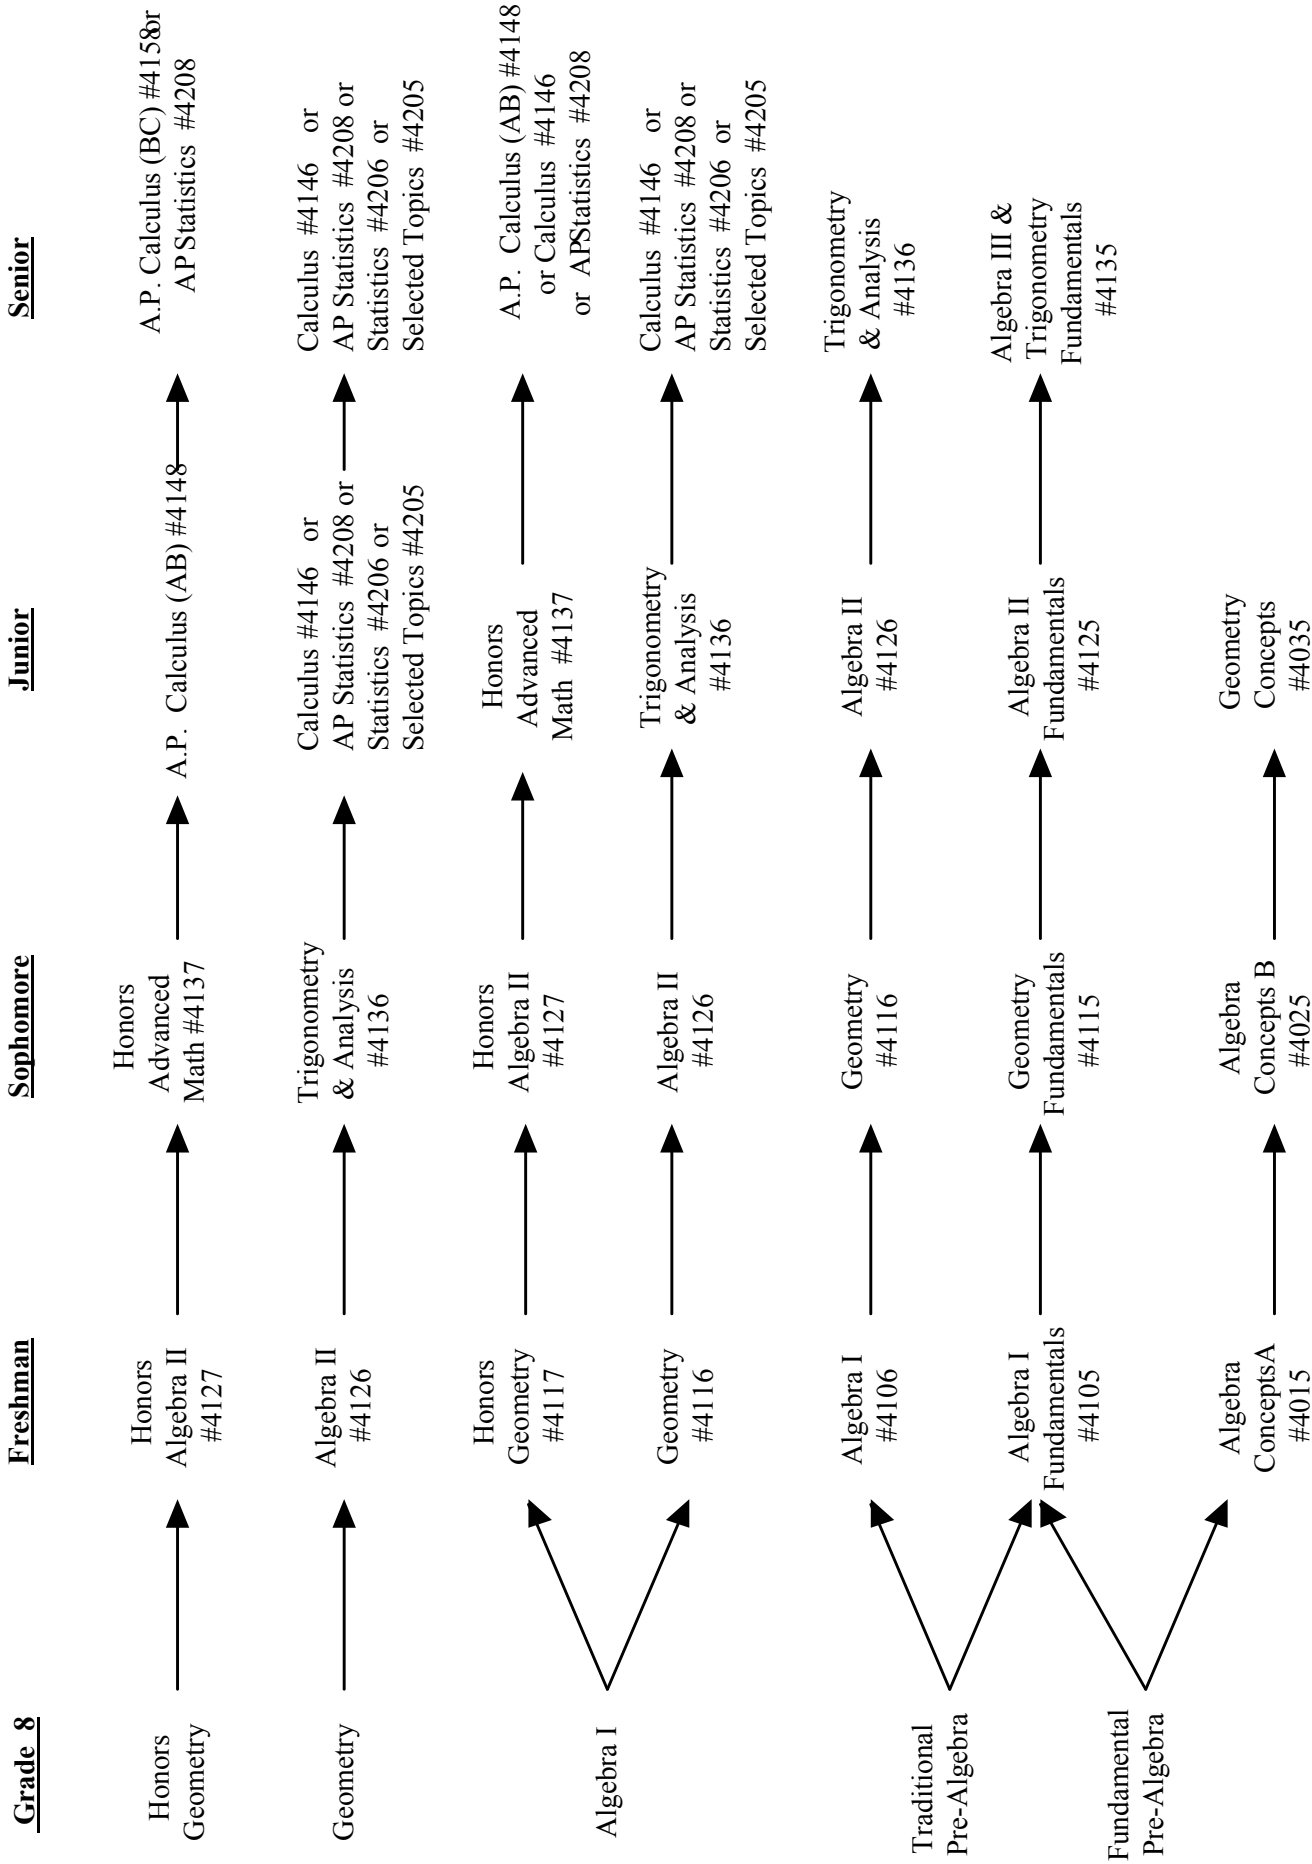 Grade 8
Freshman
Sophomore
Junior
Senior
Honors
Geometry
Honors
Algebra II
#4127
Honors
Advanced
Math #4137
A.P. Calculus (AB) #4148
A.P. Calculus (BC) #4158or
AP Statistics #4208
Geometry
Algebra II
#4126
Trigonometry
& Analysis
#4136
Calculus #4146 or
AP Statistics #4208 or
Statistics #4206 or
Selected Topics #4205
Calculus #4146 or
AP Statistics #4208 or
Statistics #4206 or
Selected Topics #4205
Algebra I
Honors
Geometry
#4117
Honors
Algebra II
#4127
Honors
Advanced
Math #4137
A.P. Calculus (AB) #4148
or Calculus #4146
or APStatistics #4208
Geometry
#4116
Algebra II
#4126
Trigonometry
& Analysis
#4136
Calculus #4146 or
AP Statistics #4208 or
Statistics #4206 or
Selected Topics #4205
Traditional
Pre-Algebra
Algebra I
#4106
Geometry
#4116
Algebra II
#4126
Trigonometry
& Analysis
#4136
Algebra I
Fundamentals
#4105
Geometry
Fundamentals
#4115
Algebra II
Fundamentals
#4125
Algebra III &
Trigonometry
Fundamentals
#4135
Fundamental
Pre-Algebra
Algebra
ConceptsA
#4015
Algebra
Concepts B
#4025
Geometry
Concepts
#4035